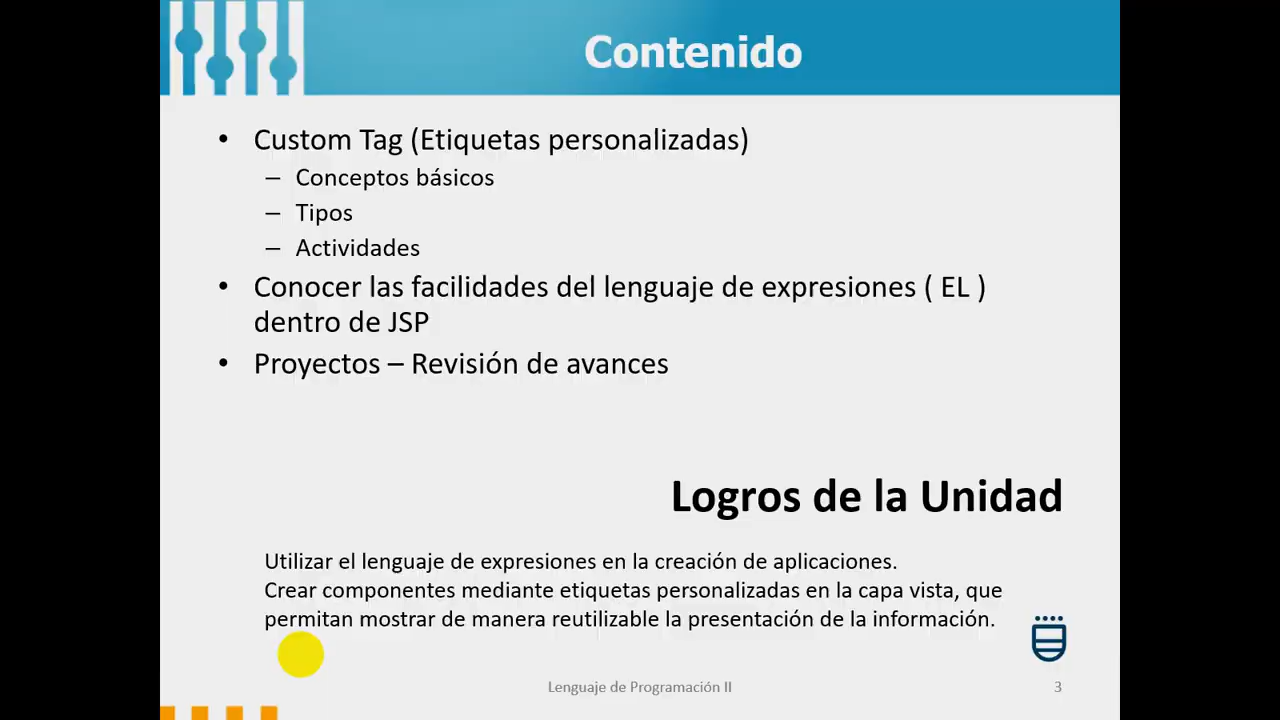 Contenido
• Custom Tag (Etiquetas personalizadas)
– Conceptos básicos
– Tipos
– Actividades
• Conocer las facilidades del lenguaje de expresiones ( EL )
dentro de JSP
• Proyectos – Revisión de avances
Logros de la Unidad
Utilizar el lenguaje de expresiones en la creación de aplicaciones.
Crear componentes mediante etiquetas personalizadas en la capa vista, que
permitan mostrar de manera reutilizable la presentación de la información.
Lenguaje de Programación II
3